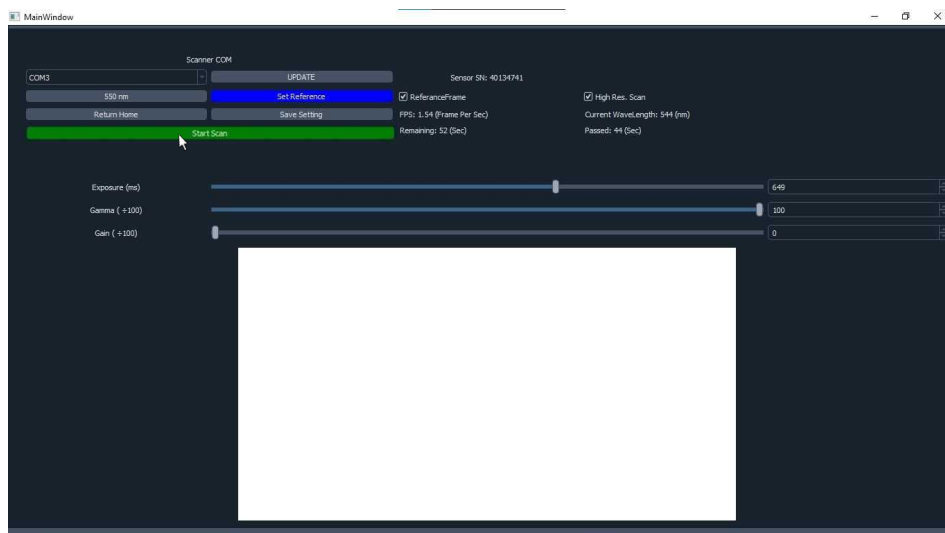 MainWindow
Scanner COM
COM3 UPDATE Sensor SN: 40134741
550 nm Set Reference ReferanceFrame High Res. Scan
Return Home Save Setting FPS: 1.54 (Frame Per Sec) Current WaveLength: 544 (nm)
Start Scan Remaining: 52 (Sec) Passed: 44 (Sec)
Exposure (ms) 649
Gamma ( ÷100) 100
Gain ( ÷100) 0